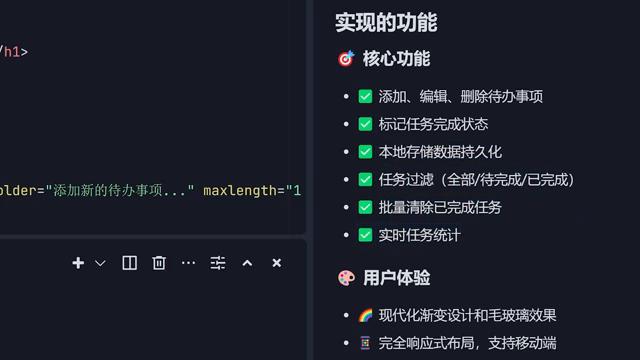 /h1>
older="添加新的待办事项..." maxlength="1
实现的功能
🎯 核心功能
• ✅ 添加、编辑、删除待办事项
• ✅ 标记任务完成状态
• ✅ 本地存储数据持久化
• ✅ 任务过滤（全部/待完成/已完成）
• ✅ 批量清除已完成任务
• ✅ 实时任务统计
🎨 用户体验
• 🌈 现代化渐变设计和毛玻璃效果
• 📱 完全响应式布局，支持移动端